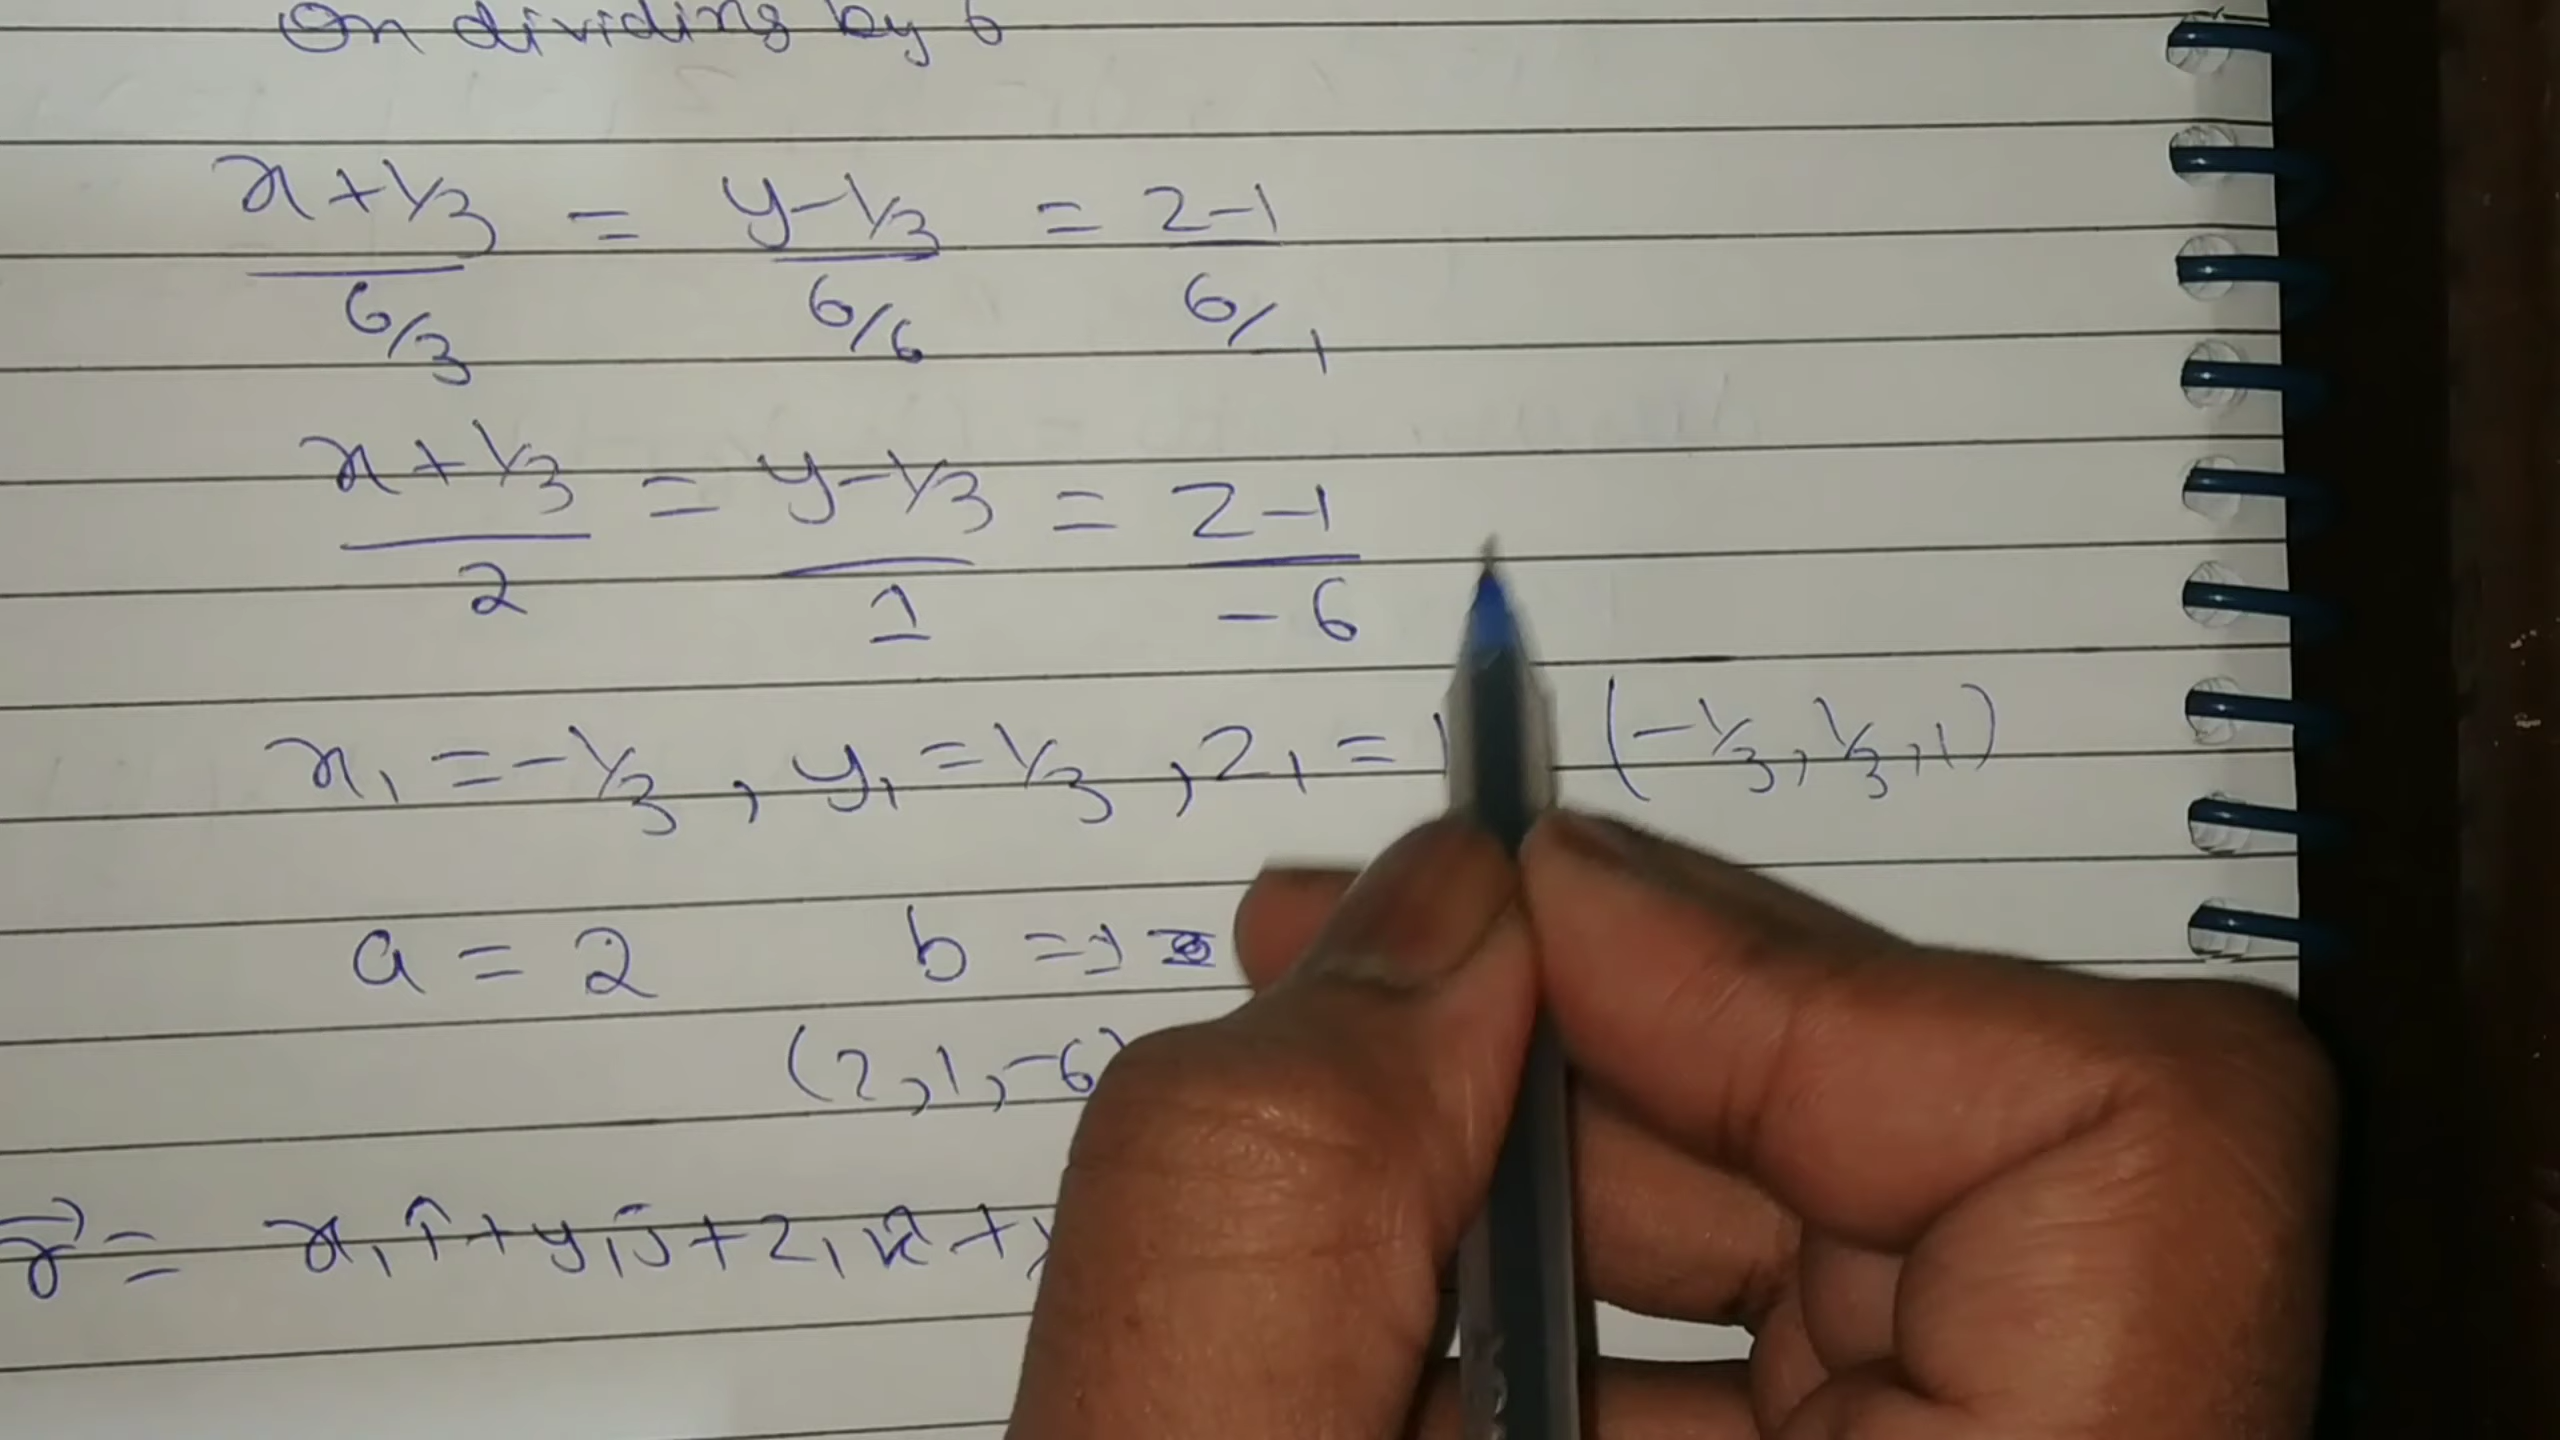 On dividing by 6
x+1/3 / 6/3 = y-1/3 / 6/6 = z-1 / 6/1
x+1/3 / 2 = y-1/3 / 1 = z-1 / -6
x₁ = -1/3, y₁ = 1/3, z₁ = 1 (-1/3, 1/3, 1)
a = 2 b = 1
(2, 1, -6)
r⃗ = x₁î + y₁ĵ + z₁k̂ + λ